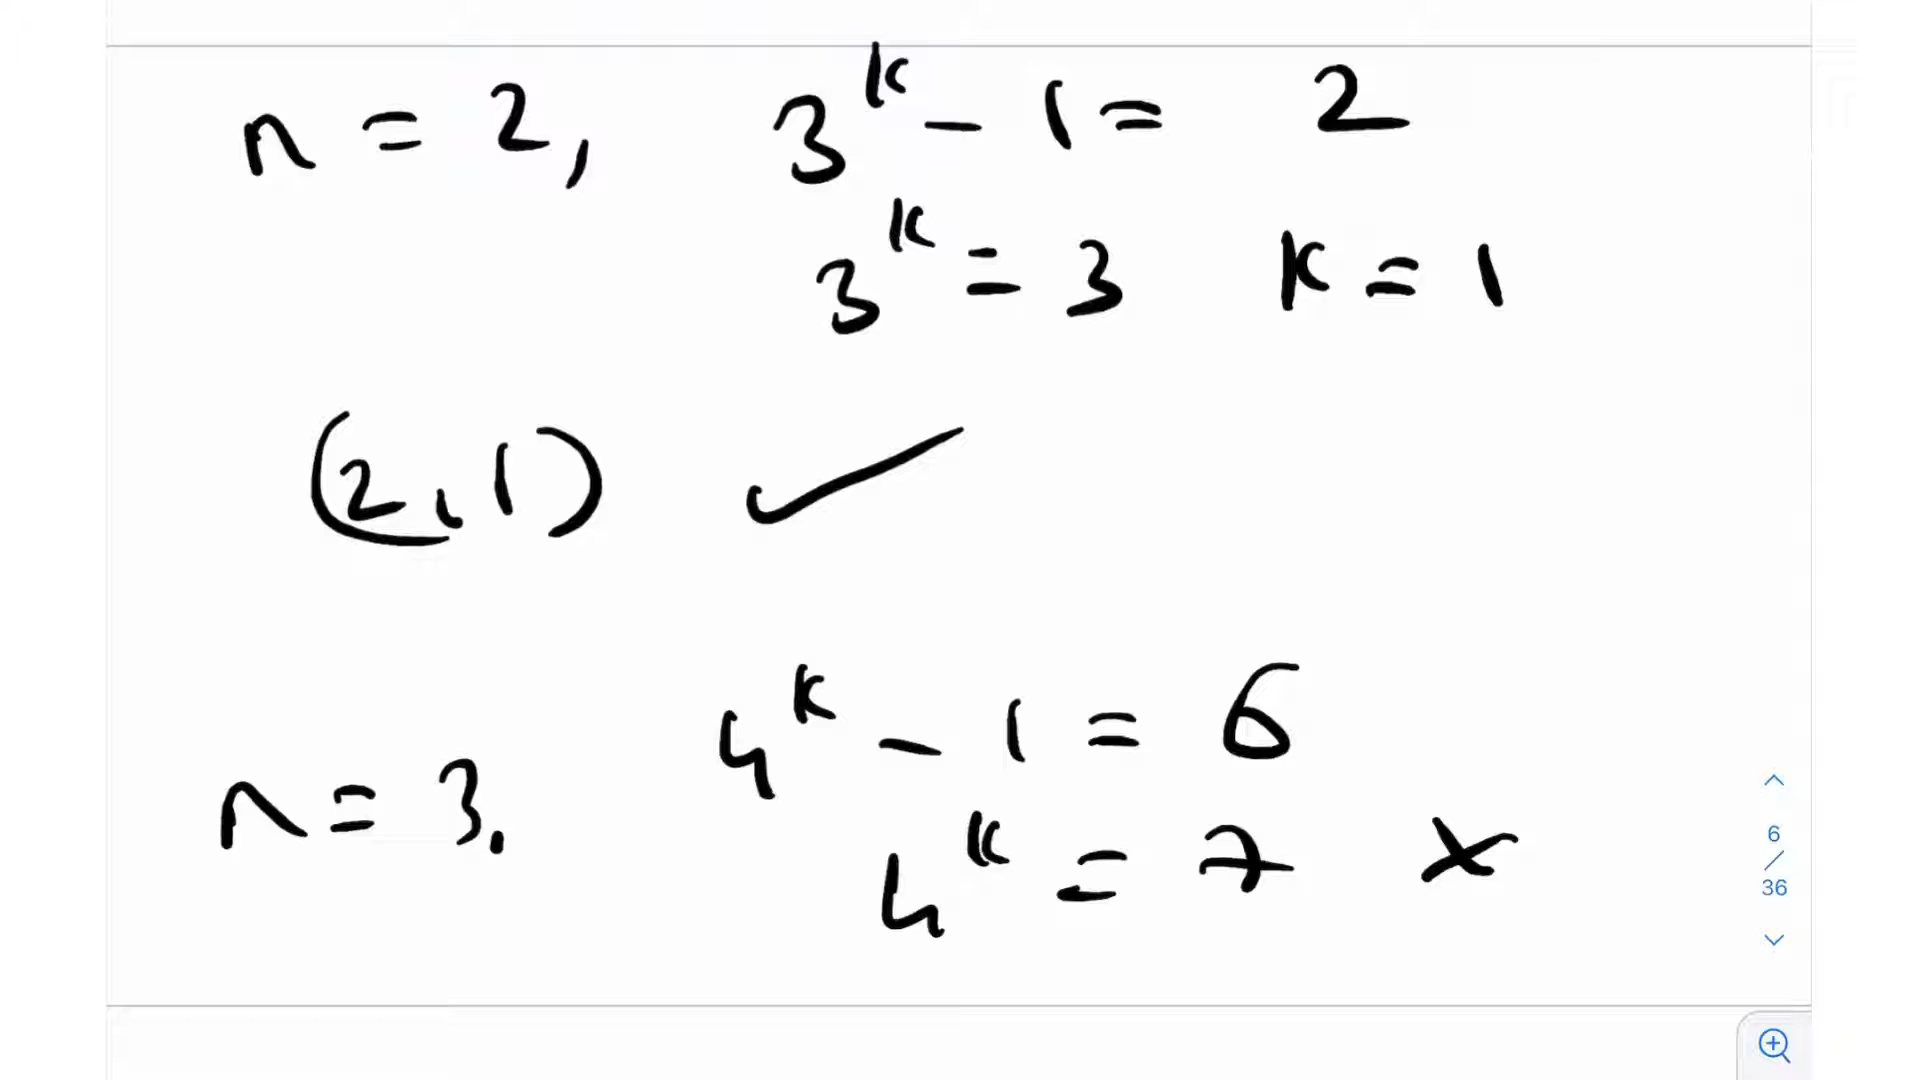 n = 2, 3^k - 1 = 2
3^k = 3 k = 1
(2,1) ✓
4^k - 1 = 6
n = 3.
4^k = 7 ×
6
/
36